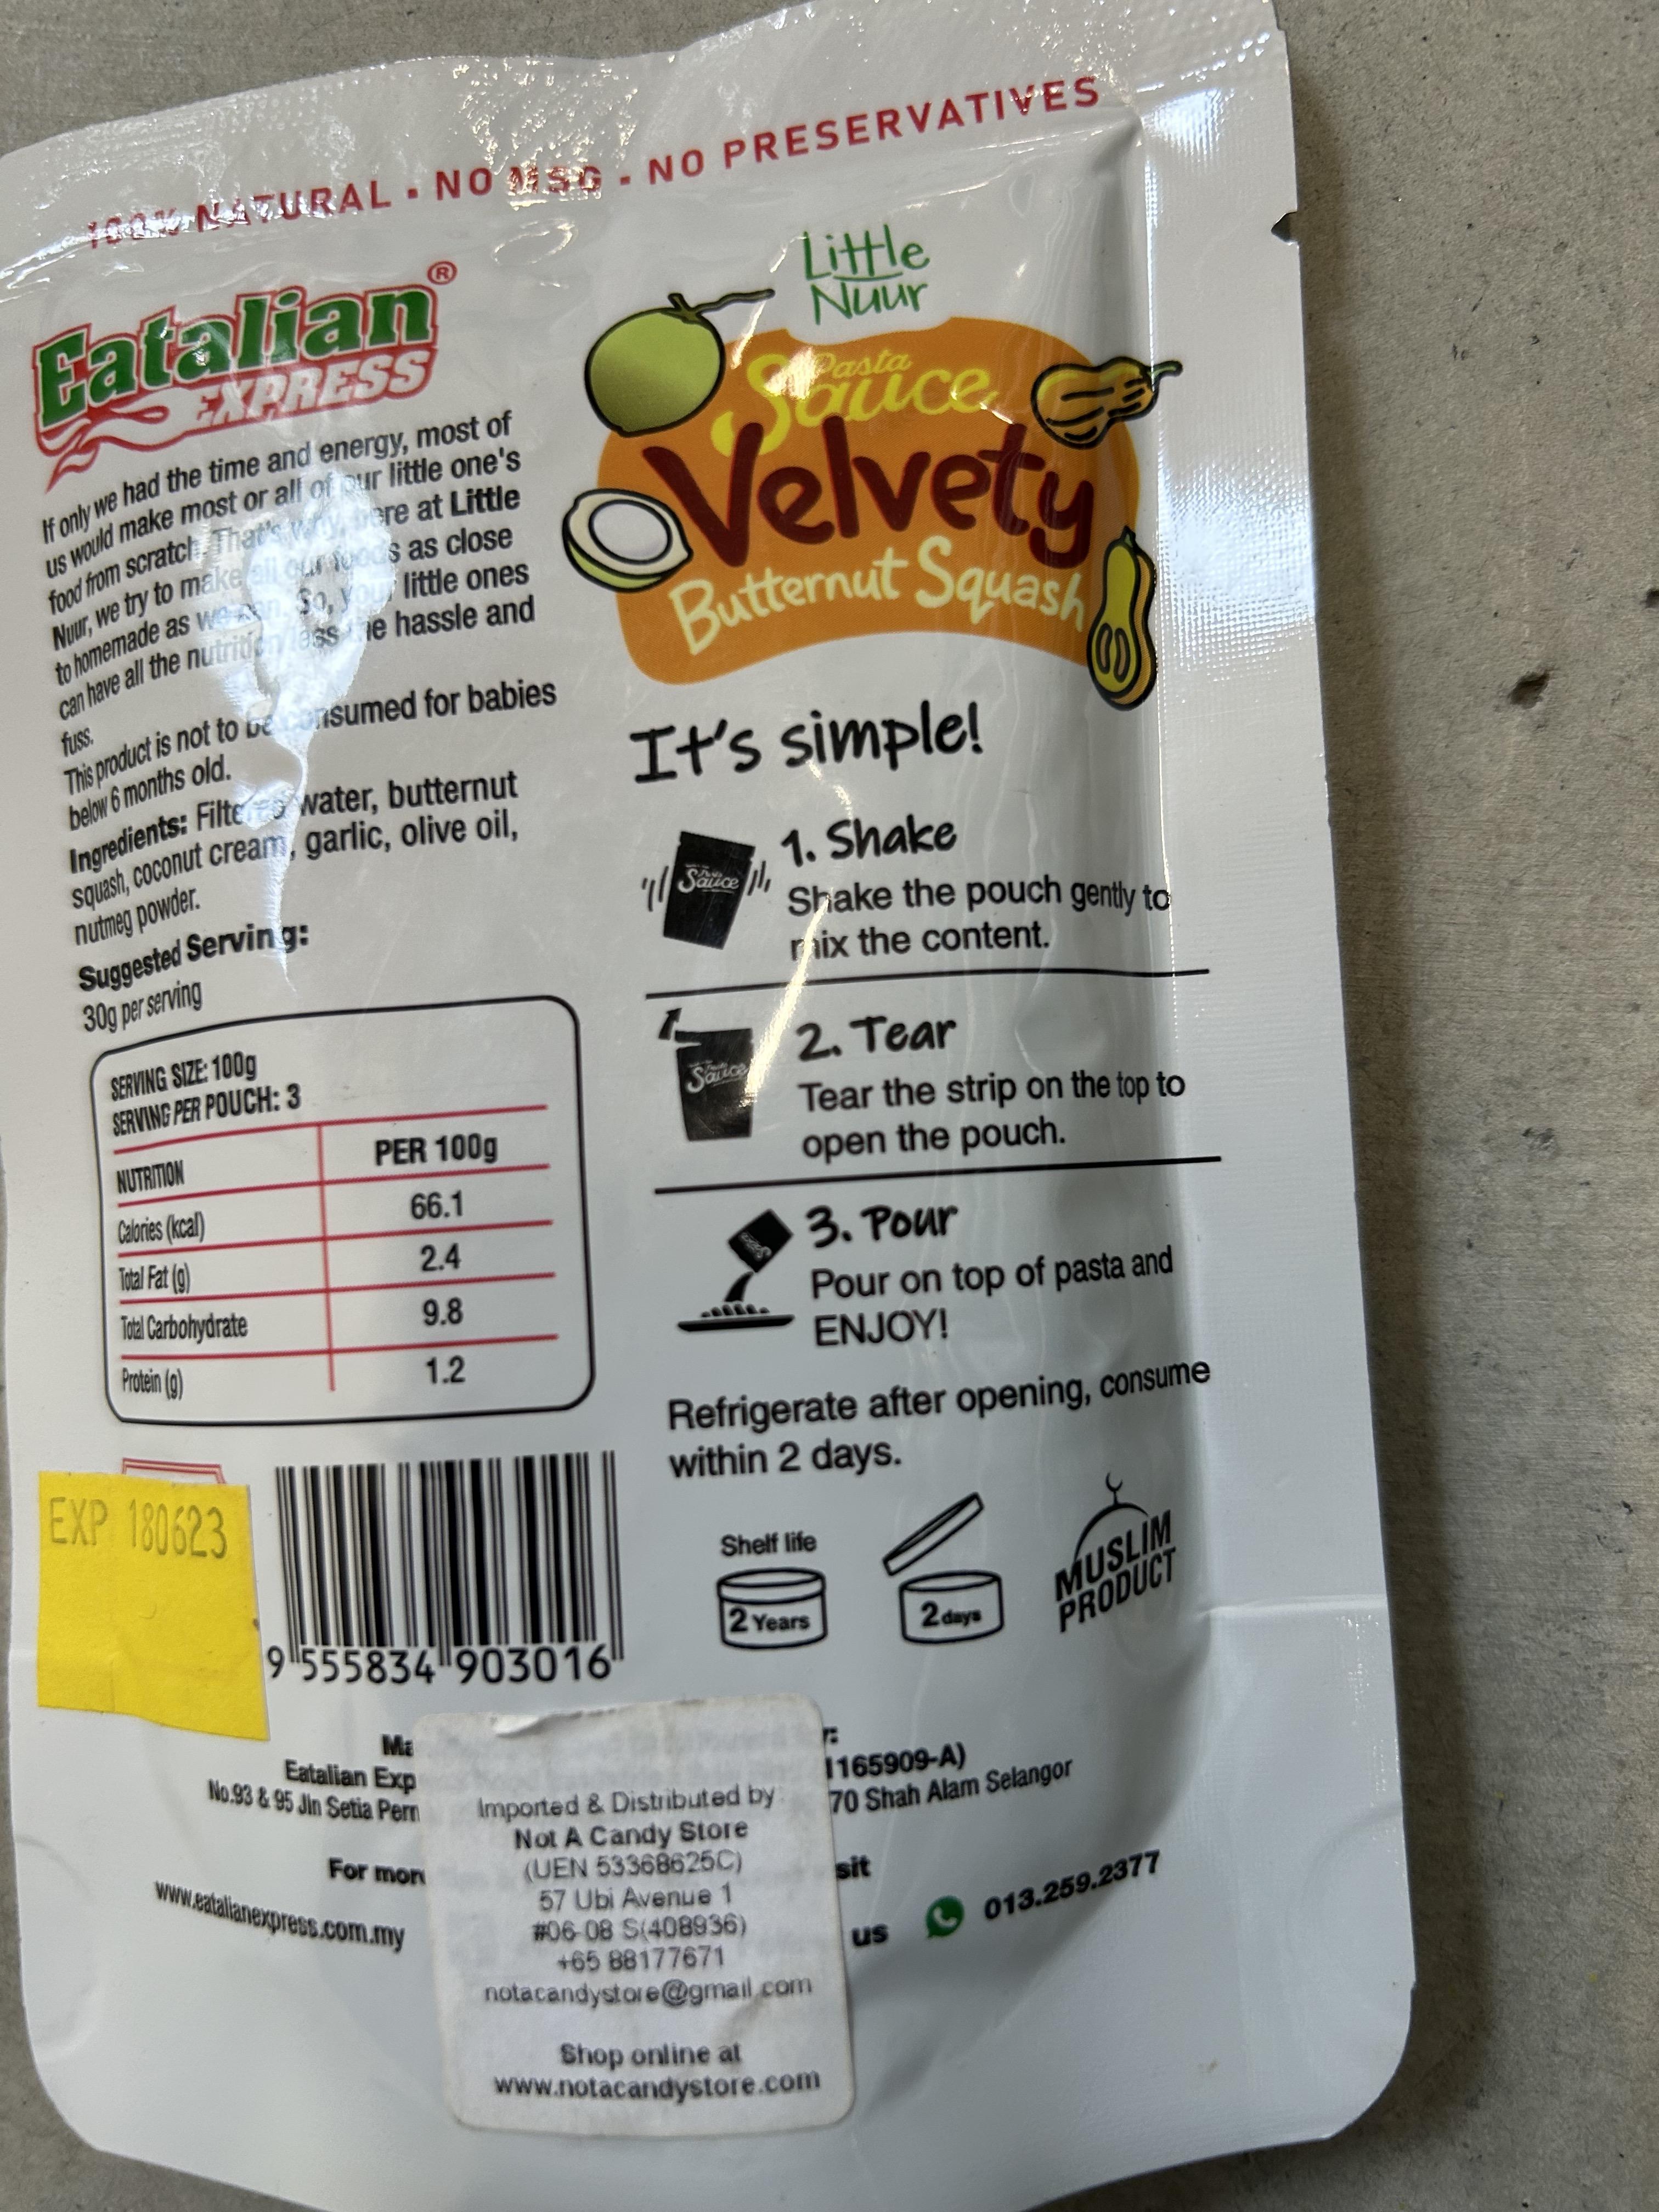 100% NATURAL • NO MSG • NO PRESERVATIVES
Eatalian®
EXPRESS
If only we had the time and energy, most of
us would make most or all of our little one's
food from scratch. That's why, here at Little
Nuur, we try to make all our foods as close
to homemade as we can. So, your little ones
can have all the nutrition less the hassle and
fuss.
This product is not to be consumed for babies
below 6 months old.
Ingredients: Filtered water, butternut
squash, coconut cream, garlic, olive oil,
nutmeg powder.
Suggested Serving:
30g per serving
SERVING SIZE: 100g
SERVING PER POUCH: 3
NUTRITION PER 100g
Calories (kcal) 66.1
Total Fat (g) 2.4
Total Carbohydrate 9.8
Protein (g) 1.2
EXP 180623
9 555834 903016
Little
Nuur
Pasta
Sauce
Velvety
Butternut Squash
It's simple!
Sauce
1. Shake
Shake the pouch gently to
mix the content.
Sauce
2. Tear
Tear the strip on the top to
open the pouch.
3. Pour
Pour on top of pasta and
ENJOY!
Refrigerate after opening, consume
within 2 days.
Shelf life
2 Years
2 days
MUSLIM
PRODUCT
Eatalian Exp
1165909-A)
No.93 & 95 Jln Setia 70 Shah Alam Selangor
For
www.eatalianexpress.com.my
us 013.259.2377
Imported & Distributed by:
Not A Candy Store
(UEN 53368625C)
57 Ubi Avenue 1
#06-08 S(408936)
+65 88177671
notacandystore@gmail.com
Shop online at
www.notacandystore.com